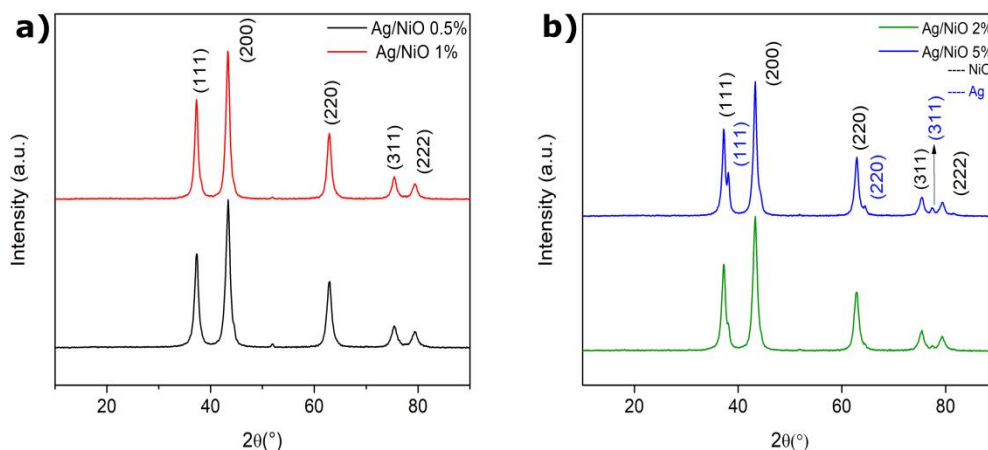 a)
Ag/NiO 0.5%
Ag/NiO 1%
(111)
(200)
(220)
(311)
(222)
Intensity (a.u.)
20 40 60 80
2θ(°)
b)
Ag/NiO 2%
Ag/NiO 5%
---- NiO
---- Ag
(111)
(111)
(200)
(220)
(220)
(311)
(311)
(222)
Intensity (a.u.)
20 40 60 80
2θ(°)